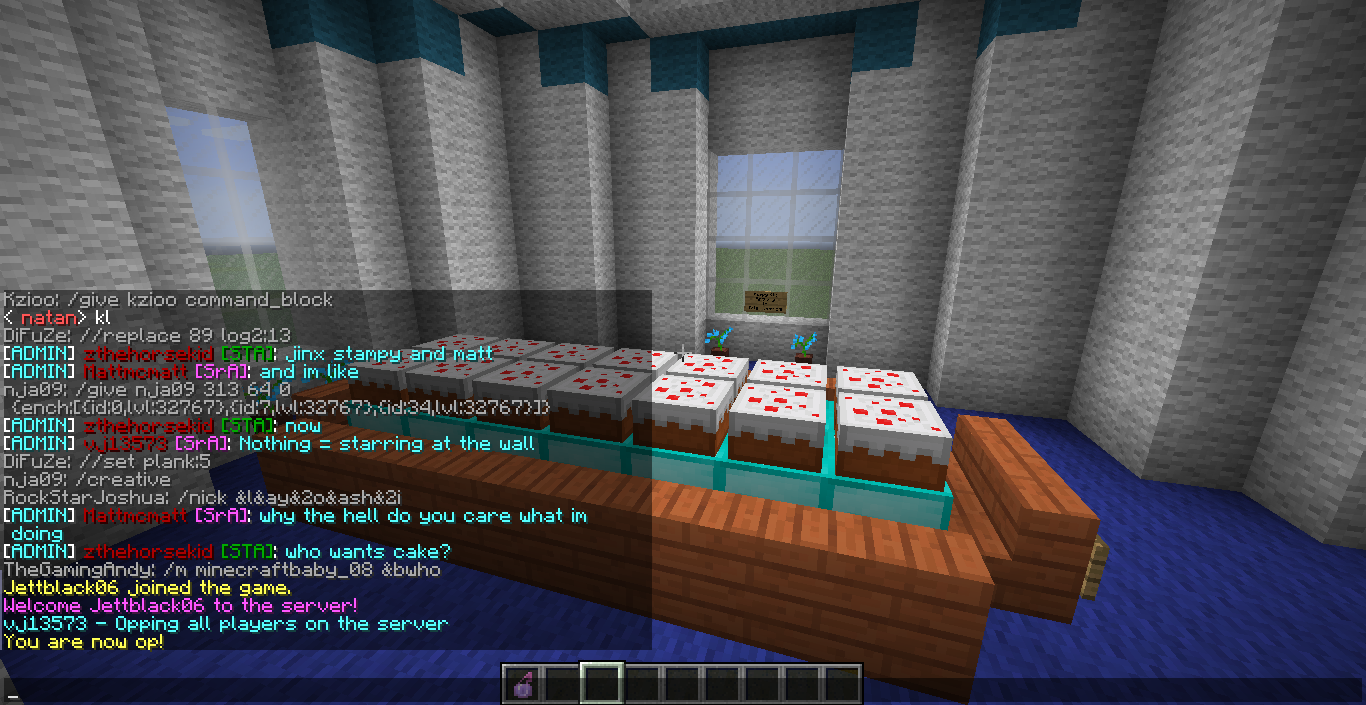 Kzioo: /give kzioo command_block
< natan> kl
DiFuZe: //replace 89 log2:13
[ADMIN] zthehorsekid [STA]: jinx stampy and matt
[ADMIN] Mattmcmatt [SrA]: and im like
nja09: /give nja09 313 64 0
{ench:[{id:0,lvl:32767},{id:7,lvl:32767},{id:34,lvl:32767}]}
[ADMIN] zthehorsekid [STA]: now
[ADMIN] vj13573 [SrA]: Nothing = starring at the wall
DiFuZe: //set plank:5
nja09: /creative
RockStarJoshua: /nick &l&ay&2o&ash&2i
[ADMIN] Mattmcmatt [SrA]: why the hell do you care what im
doing
[ADMIN] zthehorsekid [STA]: who wants cake?
TheGamingAndy: /m minecraftbaby_08 &bwho
Jettblack06 joined the game.
Welcome Jettblack06 to the server!
vj13573 - Opping all players on the server
You are now op!
_